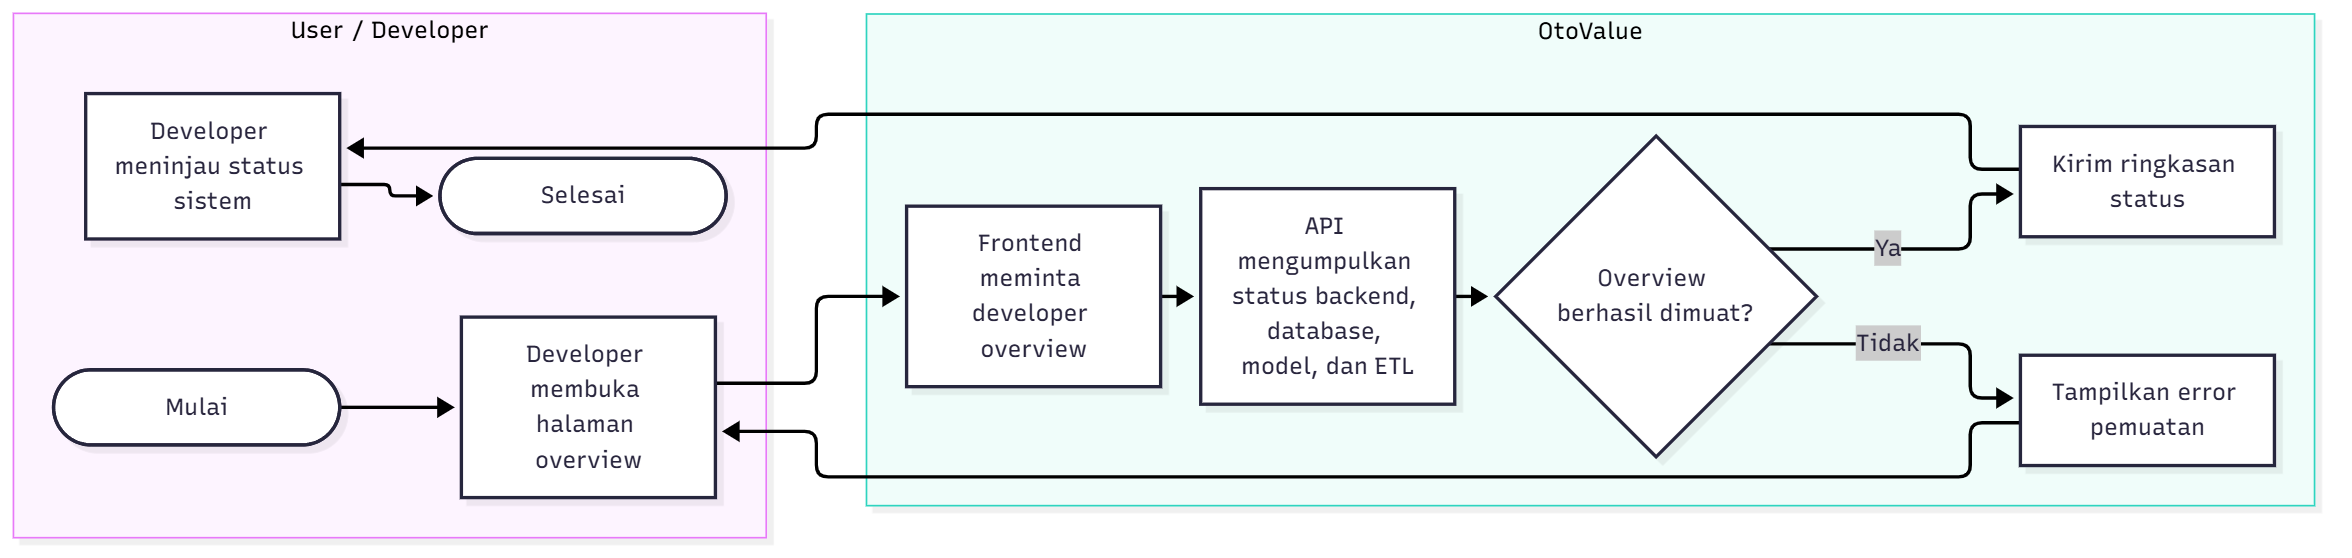 User / Developer
Developer
meninjau status
sistem
Selesai
Mulai
Developer
membuka
halaman
overview
OtoValue
Frontend
meminta
developer
overview
API
mengumpulkan
status backend,
database,
model, dan ETL
Overview
berhasil dimuat?
Ya
Tidak
Kirim ringkasan
status
Tampilkan error
pemuatan